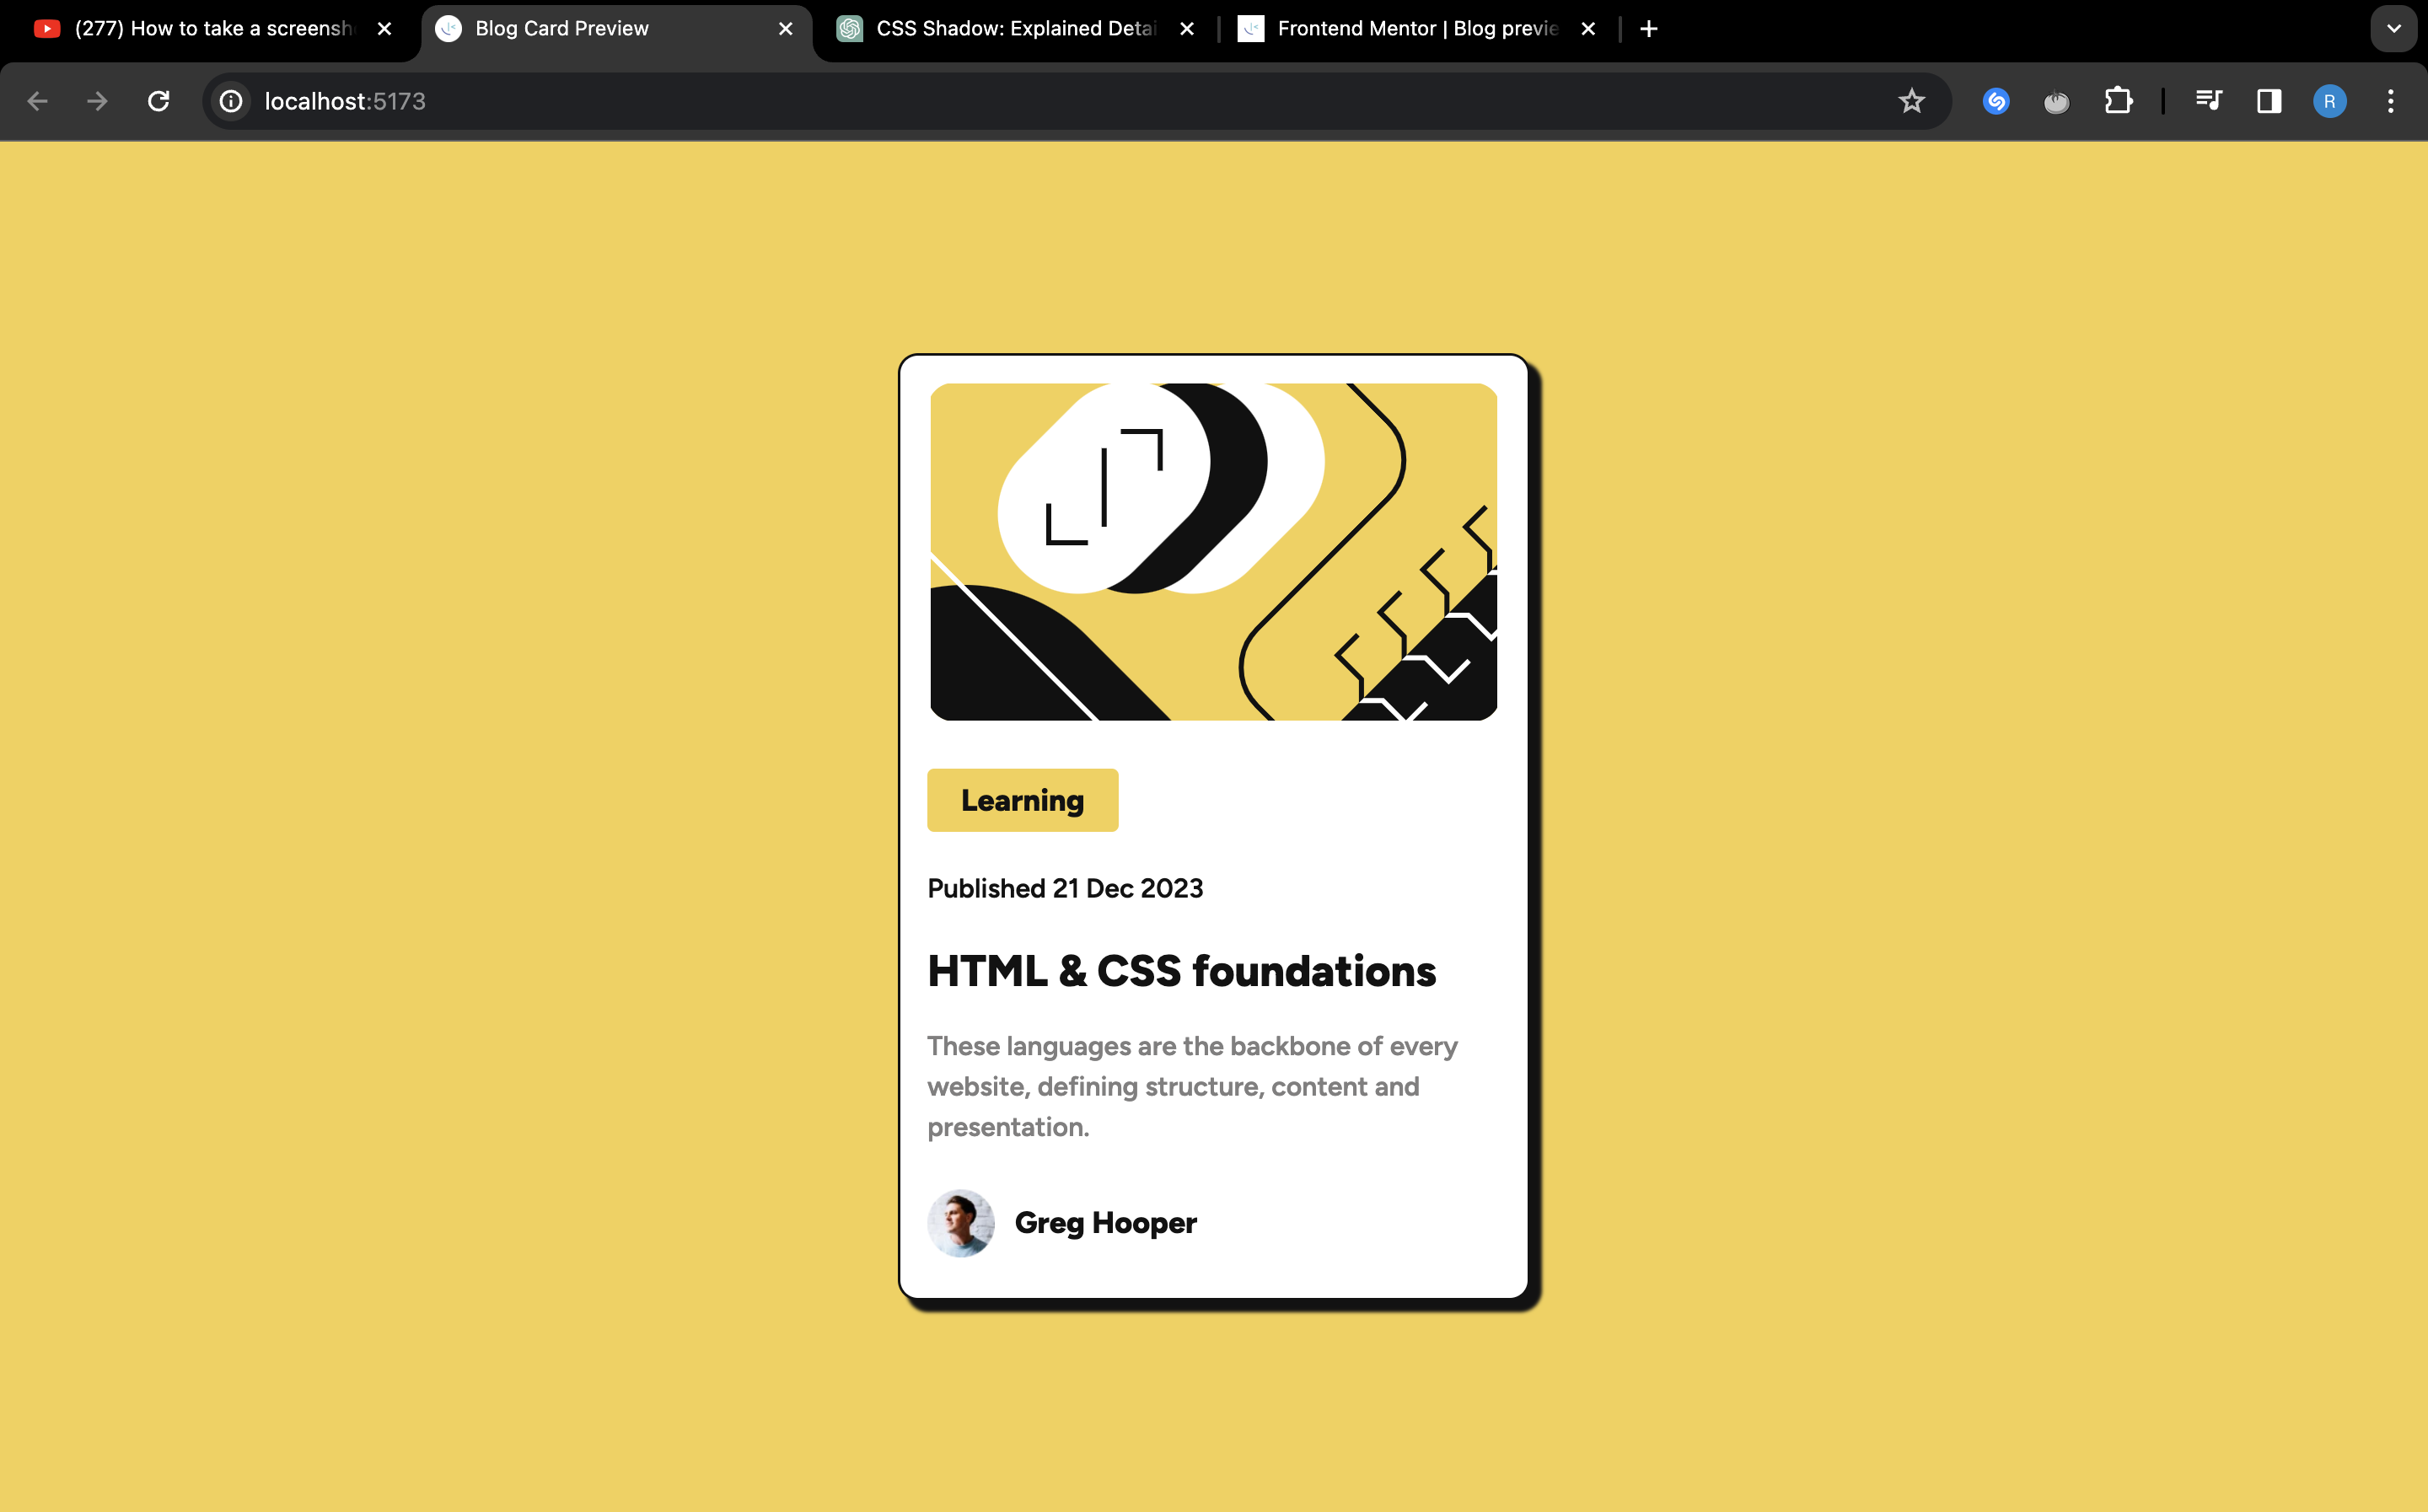 (277) How to take a screensh
Blog Card Preview
CSS Shadow: Explained Detai
Frontend Mentor | Blog previe
localhost:5173
R
Learning
Published 21 Dec 2023
HTML & CSS foundations
These languages are the backbone of every
website, defining structure, content and
presentation.
Greg Hooper